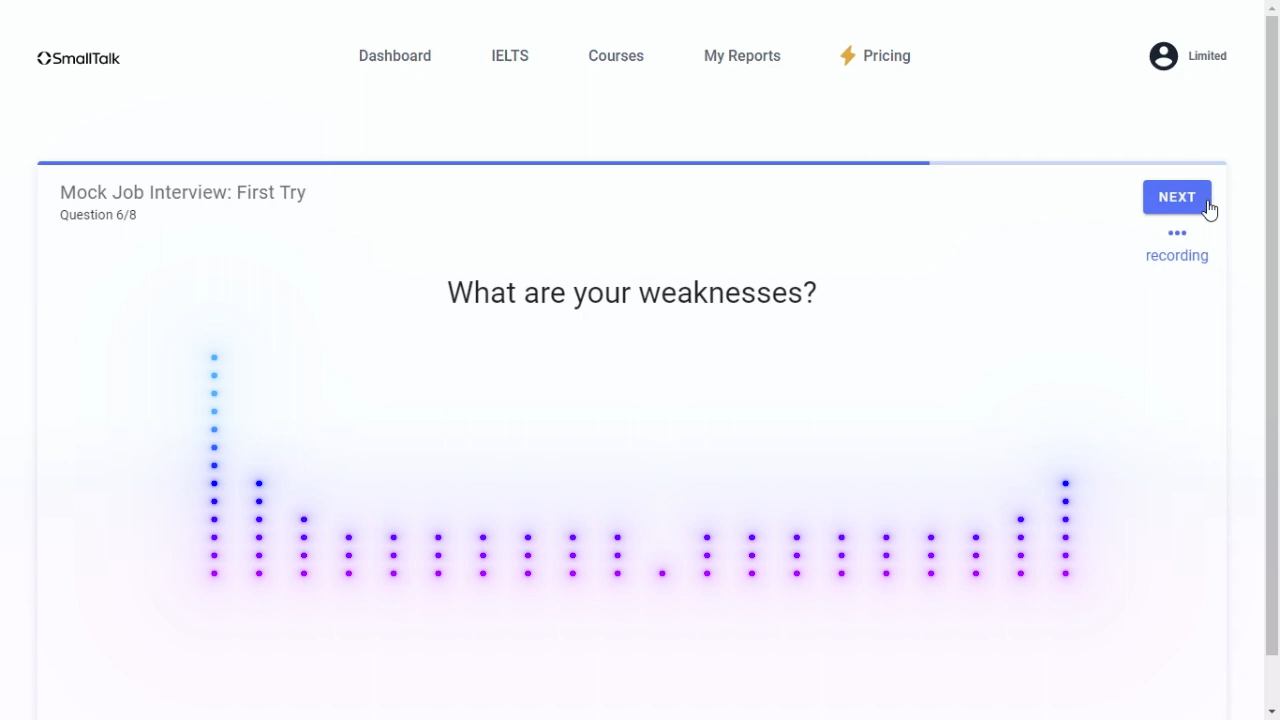 SmallTalk
Dashboard
IELTS
Courses
My Reports
Pricing
Limited
Mock Job Interview: First Try
Question 6/8
NEXT
recording
What are your weaknesses?